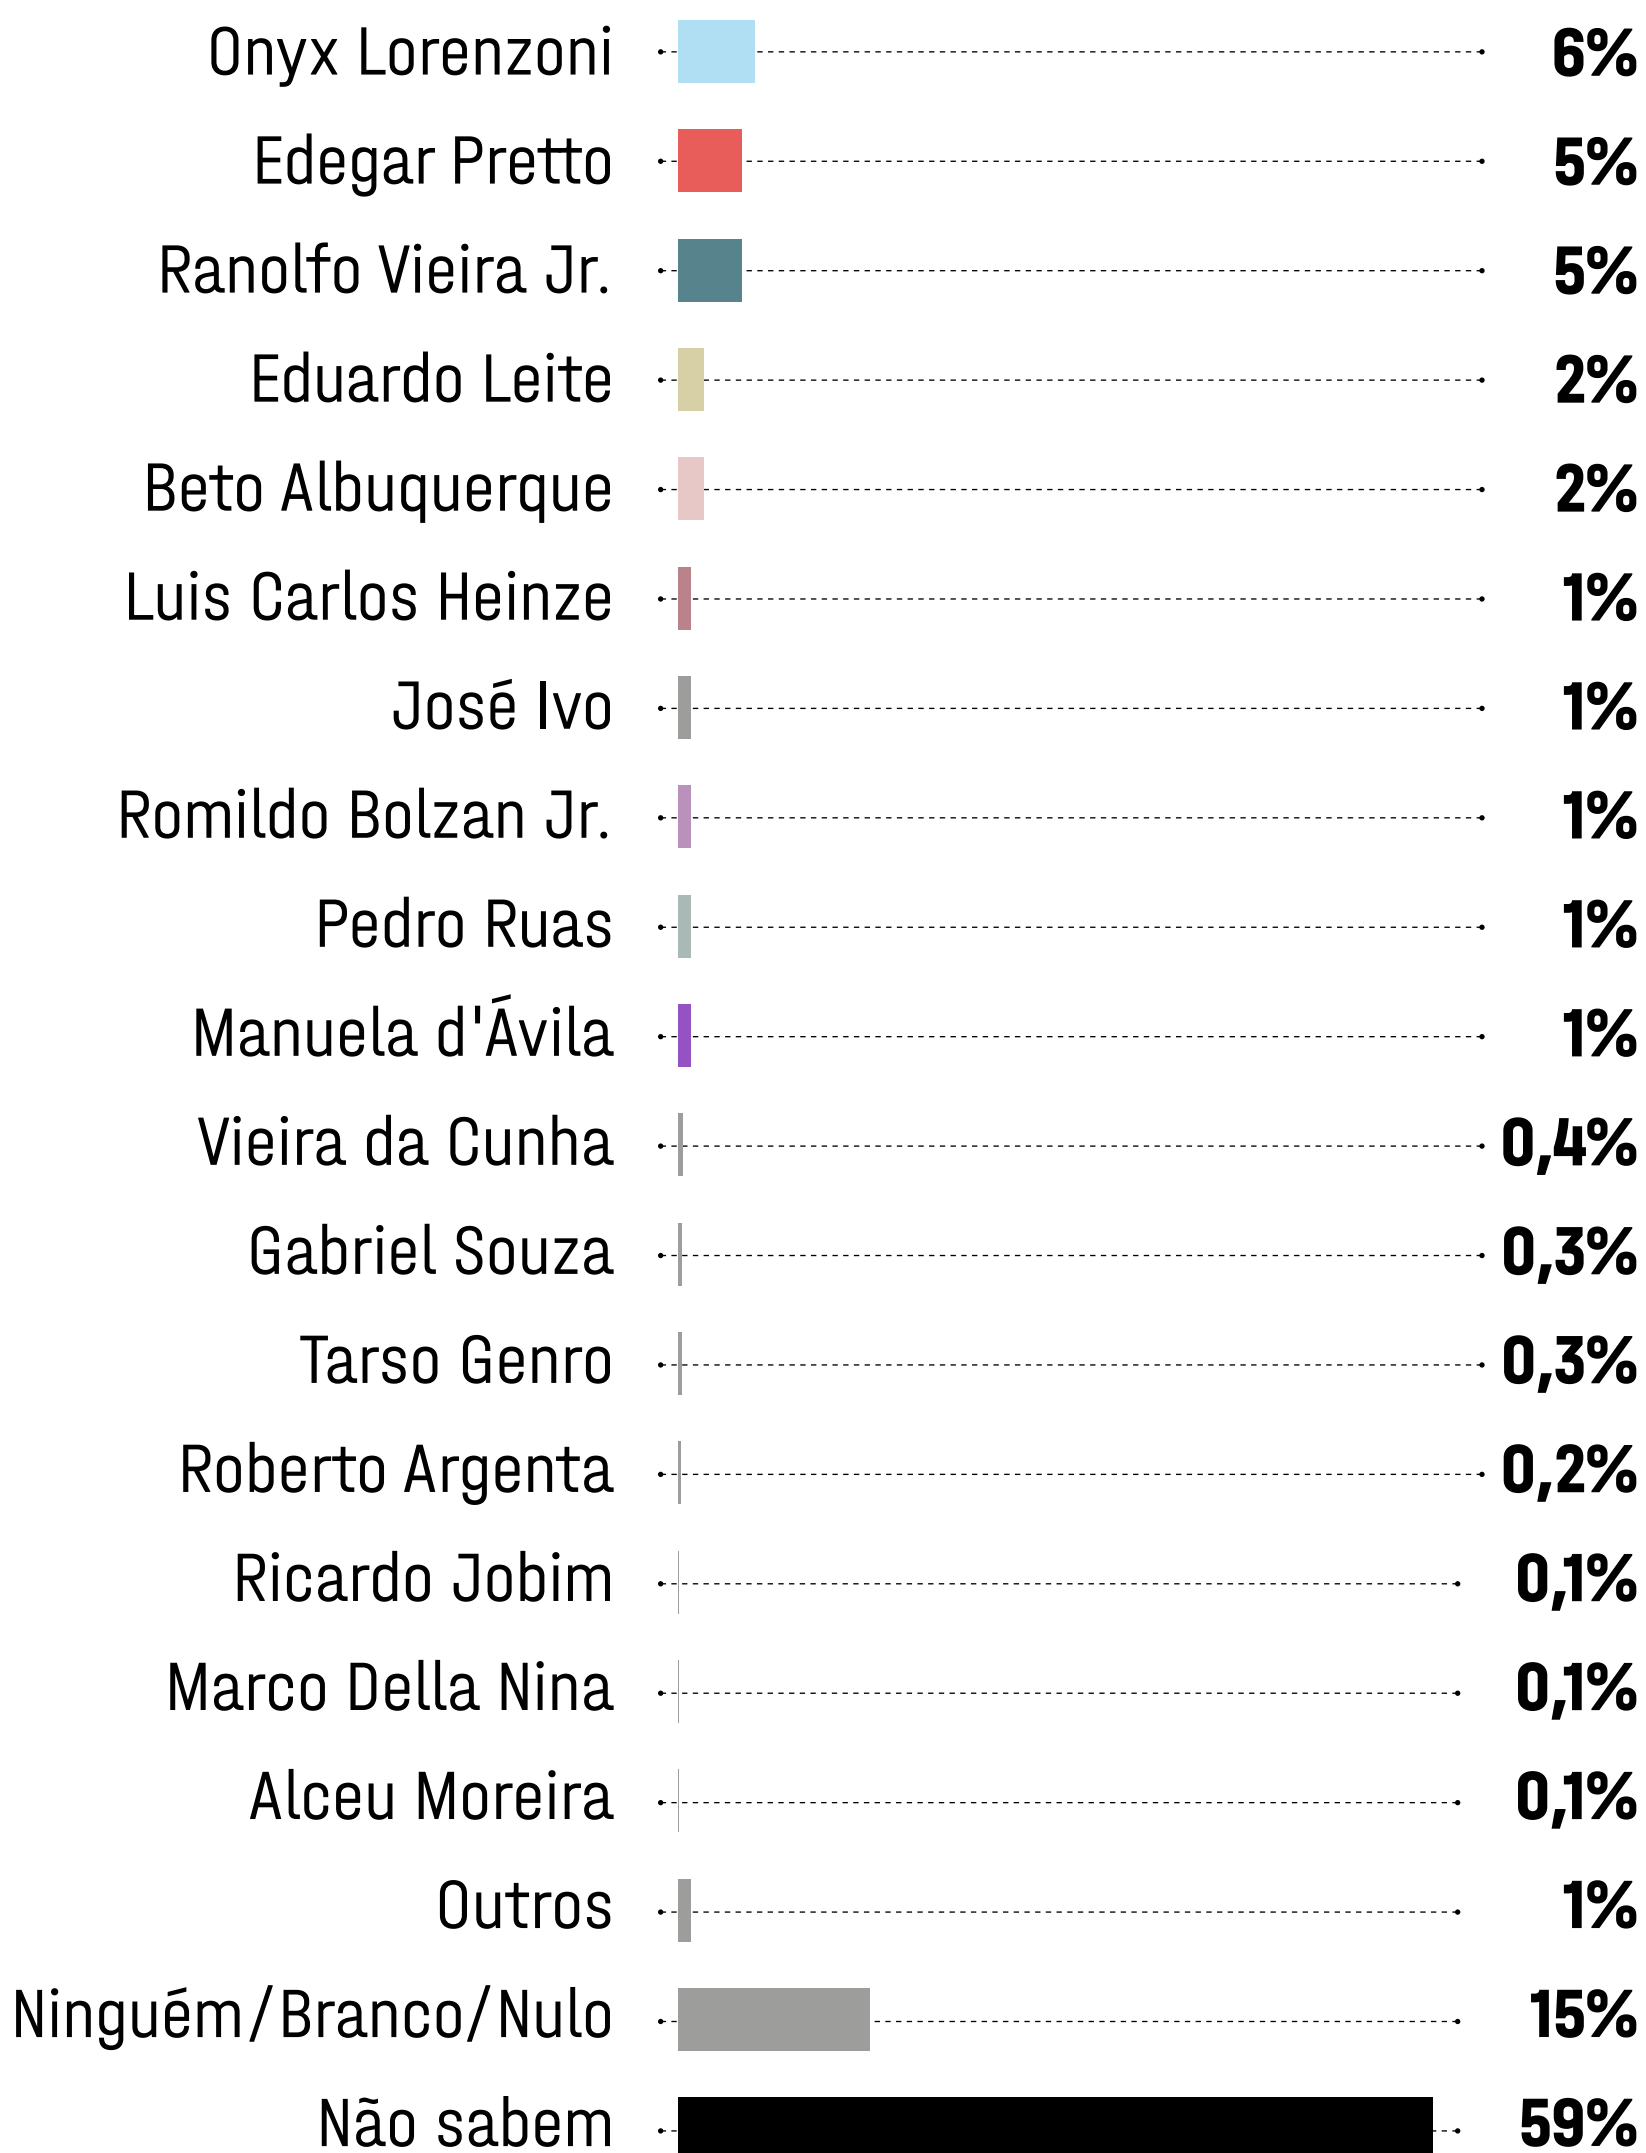 Onyx Lorenzoni 6%
Edegar Pretto 5%
Ranolfo Vieira Jr. 5%
Eduardo Leite 2%
Beto Albuquerque 2%
Luis Carlos Heinze 1%
José Ivo 1%
Romildo Bolzan Jr. 1%
Pedro Ruas 1%
Manuela d'Ávila 1%
Vieira da Cunha 0,4%
Gabriel Souza 0,3%
Tarso Genro 0,3%
Roberto Argenta 0,2%
Ricardo Jobim 0,1%
Marco Della Nina 0,1%
Alceu Moreira 0,1%
Outros 1%
Ninguém/Branco/Nulo 15%
Não sabem 59%